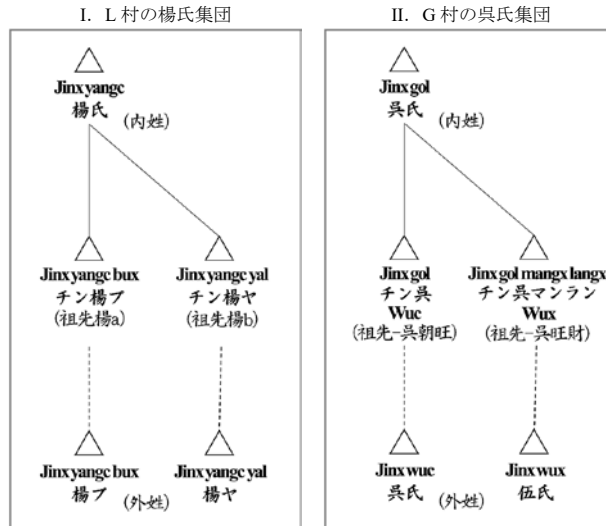 I. L 村の楊氏集団
Jinx yangc
楊氏
(内姓)
Jinx yangc bux
チン楊ブ
(祖先楊a)
Jinx yangc yal
チン楊ヤ
(祖先楊b)
Jinx yangc bux
楊ブ
(外姓)
Jinx yangc yal
楊ヤ
II. G 村の呉氏集団
Jinx gol
呉氏
(内姓)
Jinx gol
チン呉
Wuc
(祖先-呉朝旺)
Jinx gol mangx langx
チン呉マンラン
Wux
(祖先-呉旺財)
Jinx wuc
呉氏
(外姓)
Jinx wux
伍氏